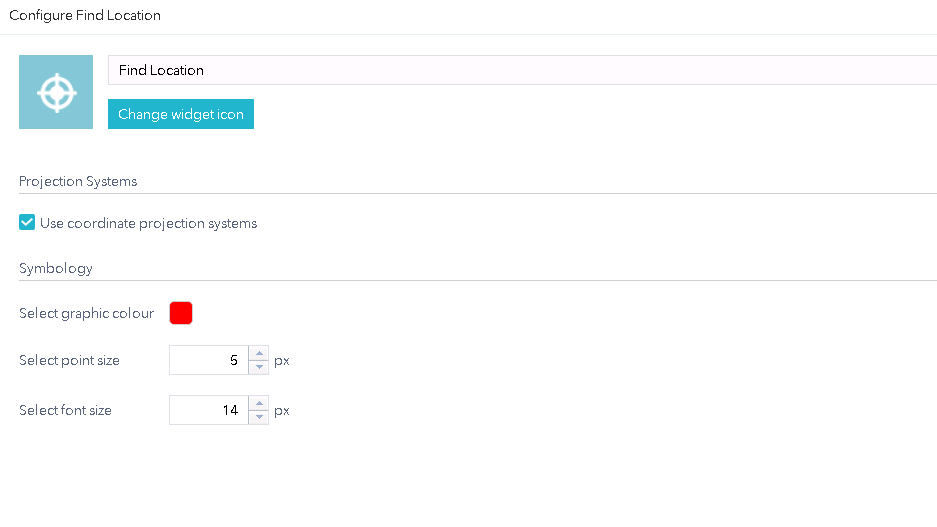 Configure Find Location
Find Location
Change widget icon
Projection Systems
Use coordinate projection systems
Symbology
Select graphic colour
Select point size 5 px
Select font size 14 px